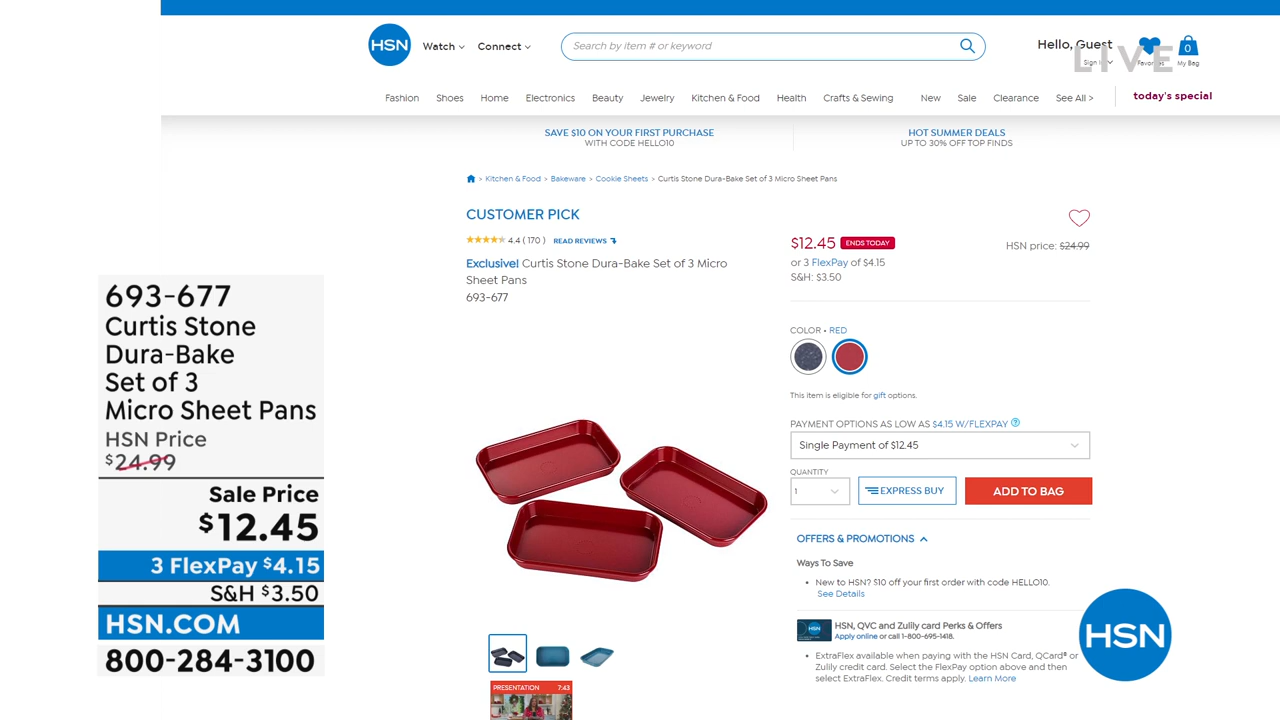 HSN
Watch
Connect
Search by item # or keyword
Hello, Guest
LIVE
Sign In
Favorites
0
My Bag
Fashion
Shoes
Home
Electronics
Beauty
Jewelry
Kitchen & Food
Health
Crafts & Sewing
New
Sale
Clearance
See All >
today's special
SAVE $10 ON YOUR FIRST PURCHASE
WITH CODE HELLO10
HOT SUMMER DEALS
UP TO 30% OFF TOP FINDS
> Kitchen & Food > Bakeware > Cookie Sheets > Curtis Stone Dura-Bake Set of 3 Micro Sheet Pans
CUSTOMER PICK
4.4 ( 170 ) READ REVIEWS
Exclusive! Curtis Stone Dura-Bake Set of 3 Micro
Sheet Pans
693-677
$12.45 ENDS TODAY
HSN price: $24.99
or 3 FlexPay of $4.15
S&H: $3.50
COLOR • RED
This item is eligible for gift options.
PAYMENT OPTIONS AS LOW AS $4.15 W/FLEXPAY ?
Single Payment of $12.45
QUANTITY
1
EXPRESS BUY
ADD TO BAG
OFFERS & PROMOTIONS
Ways To Save
• New to HSN? $10 off your first order with code HELLO10.
See Details
HSN, QVC and Zulily card Perks & Offers
Apply online or call 1-800-695-1418.
• ExtraFlex available when paying with the HSN Card, QCard® or
Zulily credit card. Select the FlexPay option above and then
select ExtraFlex. Credit terms apply. Learn More
PRESENTATION 7:43
693-677
Curtis Stone
Dura-Bake
Set of 3
Micro Sheet Pans
HSN Price
$24.99
Sale Price
$12.45
3 FlexPay $4.15
S&H $3.50
HSN.COM
800-284-3100
HSN